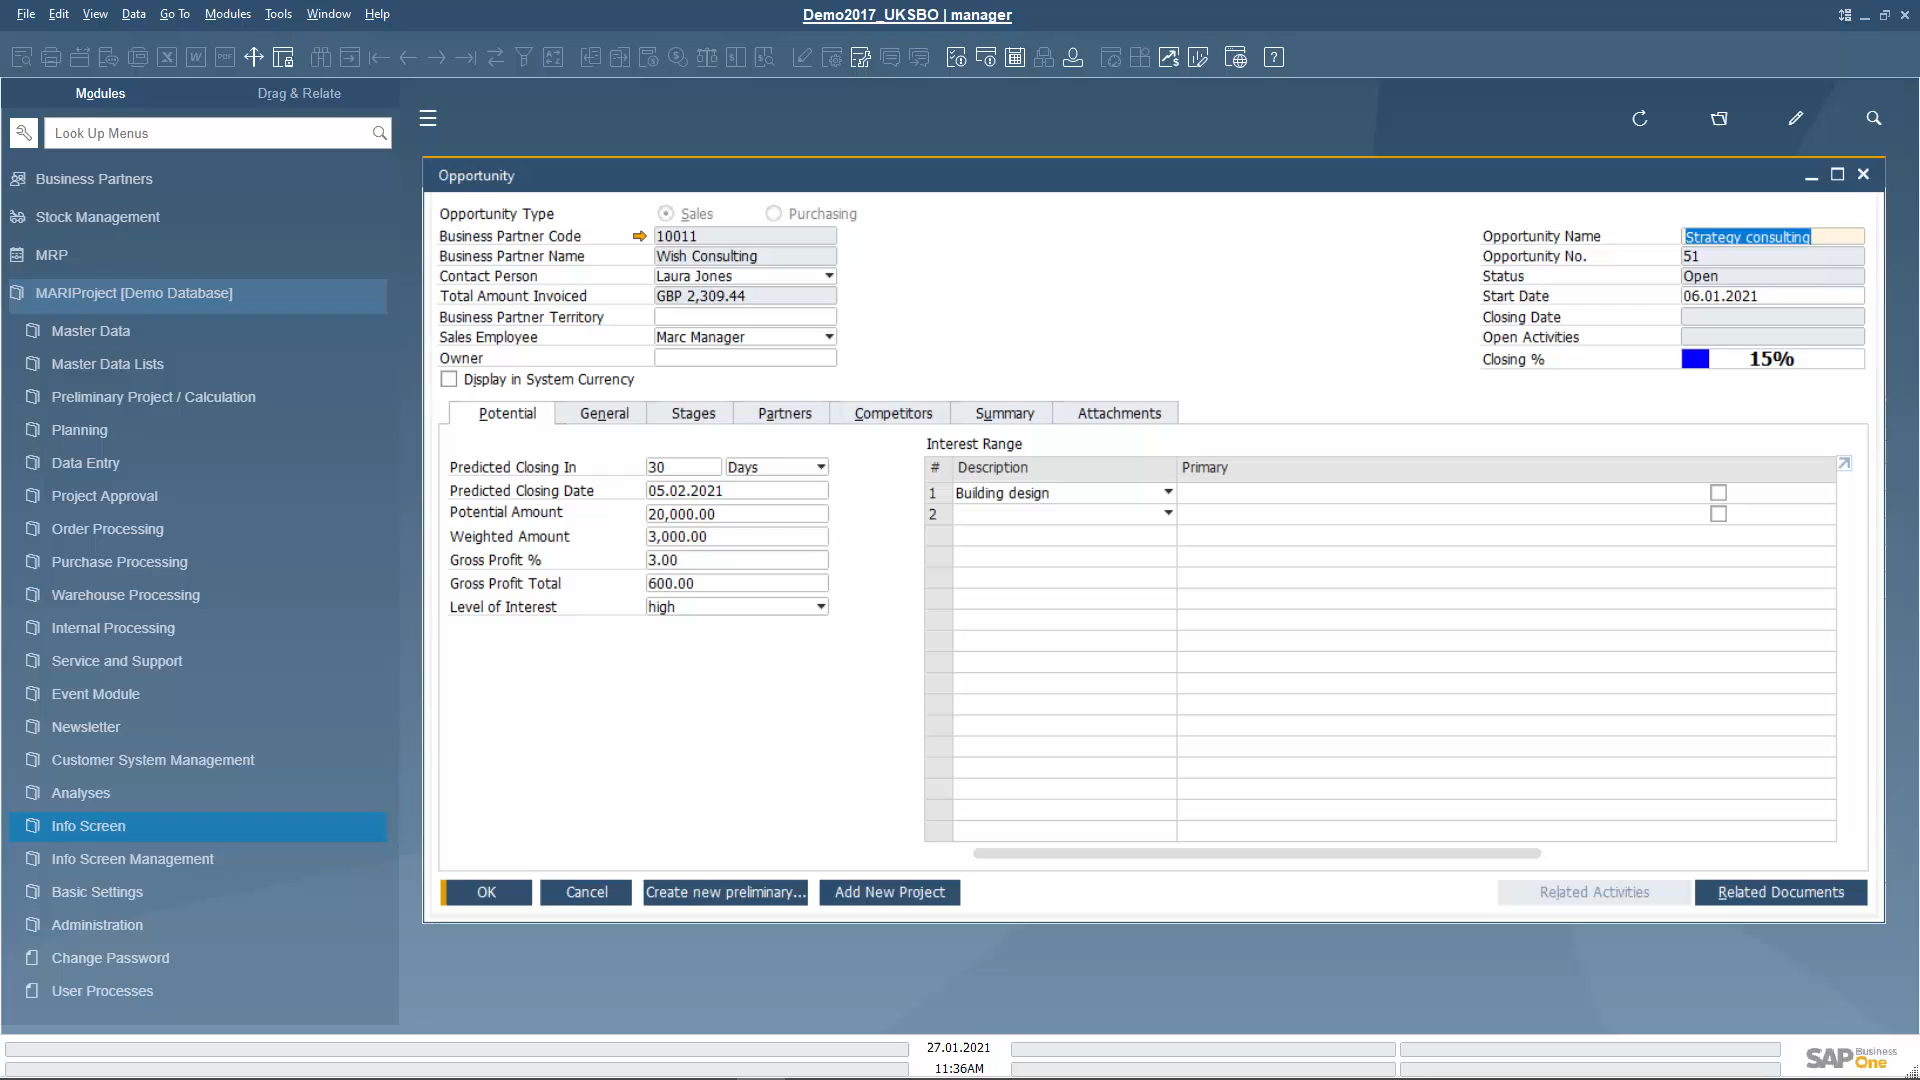 File Edit View Data Go To Modules Tools Window Help
Demo2017_UKSBO | manager
Modules Drag & Relate
Look Up Menus
Business Partners
Stock Management
MRP
MARIProject [Demo Database]
Master Data
Master Data Lists
Preliminary Project / Calculation
Planning
Data Entry
Project Approval
Order Processing
Purchase Processing
Warehouse Processing
Internal Processing
Service and Support
Event Module
Newsletter
Customer System Management
Analyses
Info Screen
Info Screen Management
Basic Settings
Administration
Change Password
User Processes
Opportunity
Opportunity Type Sales Purchasing
Business Partner Code 10011
Business Partner Name Wish Consulting
Contact Person Laura Jones
Total Amount Invoiced GBP 2,309.44
Business Partner Territory
Sales Employee Marc Manager
Owner
Display in System Currency
Opportunity Name Strategy consulting
Opportunity No. 51
Status Open
Start Date 06.01.2021
Closing Date
Open Activities
Closing % 15%
Potential General Stages Partners Competitors Summary Attachments
Predicted Closing In 30 Days
Predicted Closing Date 05.02.2021
Potential Amount 20,000.00
Weighted Amount 3,000.00
Gross Profit % 3.00
Gross Profit Total 600.00
Level of Interest high
Interest Range
# Description Primary
1 Building design
2
OK Cancel Create new preliminary... Add New Project Related Activities Related Documents
27.01.2021
11:36AM
SAP Business One